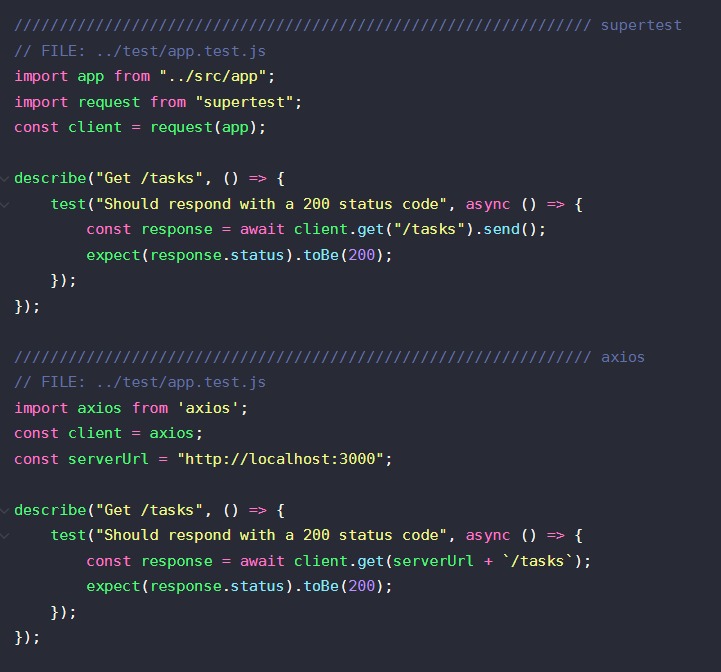 //////////////////////////////////////////////////////////////// supertest
// FILE: ../test/app.test.js
import app from "../src/app";
import request from "supertest";
const client = request(app);
describe("Get /tasks", () => {
    test("Should respond with a 200 status code", async () => {
        const response = await client.get("/tasks").send();
        expect(response.status).toBe(200);
    });
});
//////////////////////////////////////////////////////////////// axios
// FILE: ../test/app.test.js
import axios from 'axios';
const client = axios;
const serverUrl = "http://localhost:3000";
describe("Get /tasks", () => {
    test("Should respond with a 200 status code", async () => {
        const response = await client.get(serverUrl + `/tasks`);
        expect(response.status).toBe(200);
    });
});